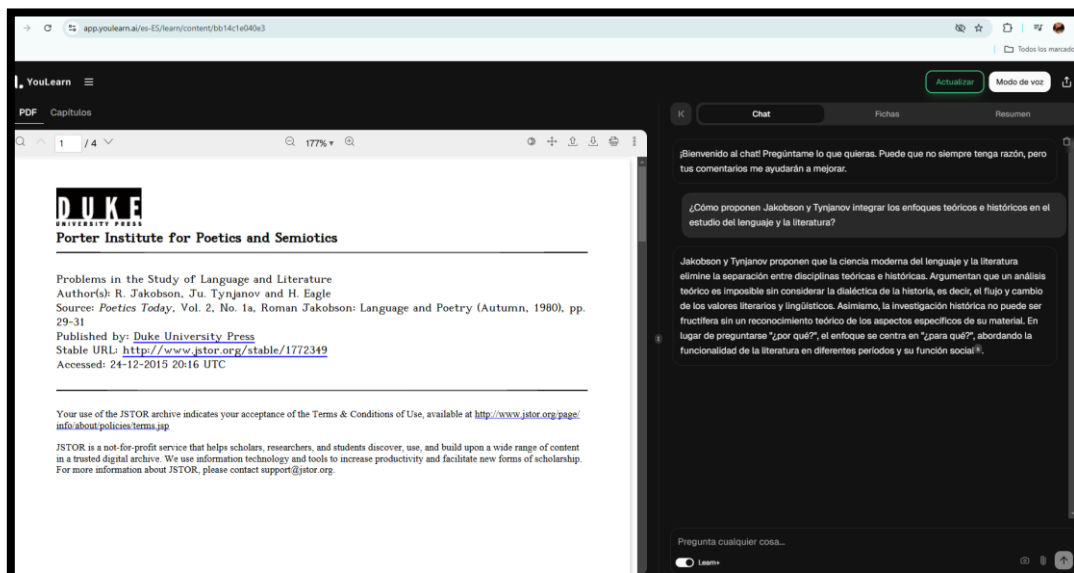 app.youlearn.ai/es-ES/learn/content/bb14c1e040e3
Todos los marcado
YouLearn
Actualizar
Modo de voz
PDF
Capítulos
Chat
Fichas
Resumen
1 / 4
177%
DUKE
UNIVERSITY PRESS
Porter Institute for Poetics and Semiotics
Problems in the Study of Language and Literature
Author(s): R. Jakobson, Ju. Tynjanov and H. Eagle
Source: Poetics Today, Vol. 2, No. 1a, Roman Jakobson: Language and Poetry (Autumn, 1980), pp.
29-31
Published by: Duke University Press
Stable URL: http://www.jstor.org/stable/1772349
Accessed: 24-12-2015 20:16 UTC
Your use of the JSTOR archive indicates your acceptance of the Terms & Conditions of Use, available at http://www.jstor.org/page/
info/about/policies/terms.jsp
JSTOR is a not-for-profit service that helps scholars, researchers, and students discover, use, and build upon a wide range of content
in a trusted digital archive. We use information technology and tools to increase productivity and facilitate new forms of scholarship.
For more information about JSTOR, please contact support@jstor.org.
¡Bienvenido al chat! Pregúntame lo que quieras. Puede que no siempre tenga razón, pero
tus comentarios me ayudarán a mejorar.
¿Cómo proponen Jakobson y Tynjanov integrar los enfoques teóricos e históricos en el
estudio del lenguaje y la literatura?
Jakobson y Tynjanov proponen que la ciencia moderna del lenguaje y la literatura
elimine la separación entre disciplinas teóricas e históricas. Argumentan que un análisis
teórico es imposible sin considerar la dialéctica de la historia, es decir, el flujo y cambio
de los valores literarios y lingüísticos. Asimismo, la investigación histórica no puede ser
fructífera sin un reconocimiento teórico de los aspectos específicos de su material. En
lugar de preguntarse "¿por qué?", el enfoque se centra en "¿para qué?", abordando la
funcionalidad de la literatura en diferentes períodos y su función social.
Pregunta cualquier cosa...
Learn+